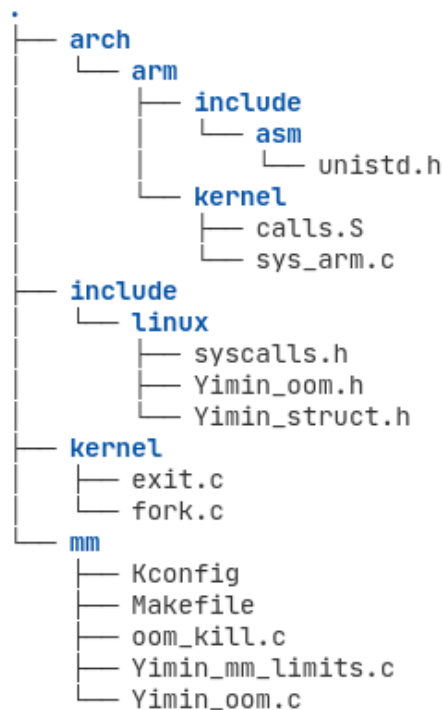 .
├── arch
│   └── arm
│       ├── include
│       │   └── asm
│       │       └── unistd.h
│       └── kernel
│           ├── calls.S
│           └── sys_arm.c
├── include
│   └── linux
│       ├── syscalls.h
│       ├── Yimin_oom.h
│       └── Yimin_struct.h
├── kernel
│   ├── exit.c
│   └── fork.c
└── mm
    ├── Kconfig
    ├── Makefile
    ├── oom_kill.c
    ├── Yimin_mm_limits.c
    └── Yimin_oom.c